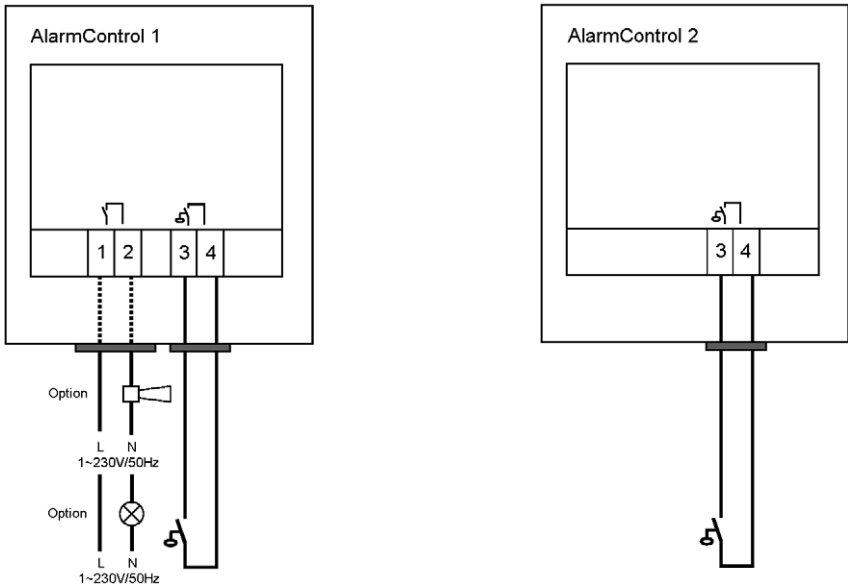 AlarmControl 1
1 2 3 4
Option
L N
1~230V/50Hz
Option
L N
1~230V/50Hz
AlarmControl 2
3 4